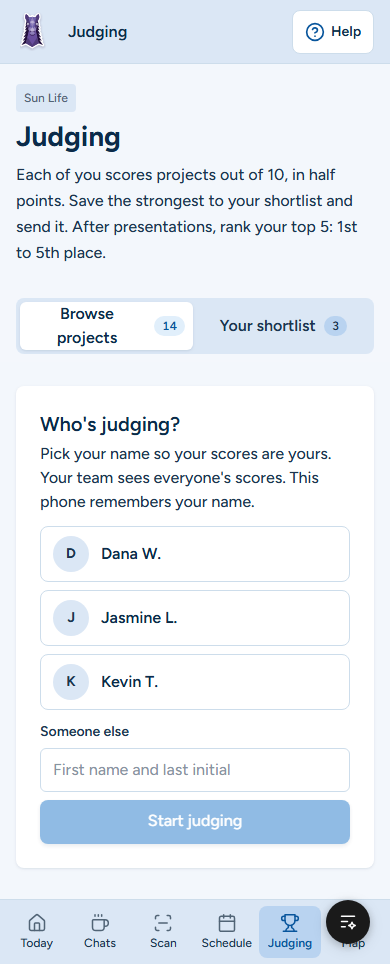 Judging
Help
Sun Life
Judging
Each of you scores projects out of 10, in half
points. Save the strongest to your shortlist and
send it. After presentations, rank your top 5: 1st
to 5th place.
Browse
projects
14
Your shortlist
3
Who's judging?
Pick your name so your scores are yours.
Your team sees everyone's scores. This
phone remembers your name.
D
Dana W.
J
Jasmine L.
K
Kevin T.
Someone else
First name and last initial
Start judging
Today
Chats
Scan
Schedule
Judging